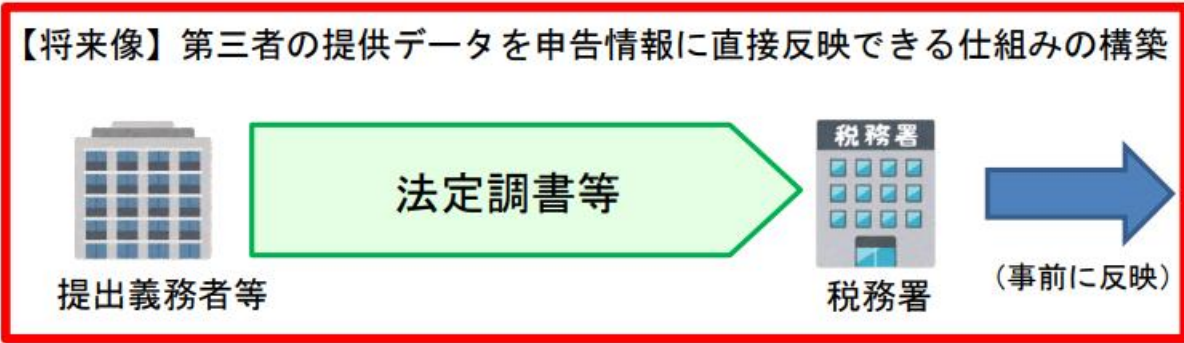 【将来像】第三者の提供データを申告情報に直接反映できる仕組みの構築
法定調書等
税務署
提出義務者等
税務署
（事前に反映）